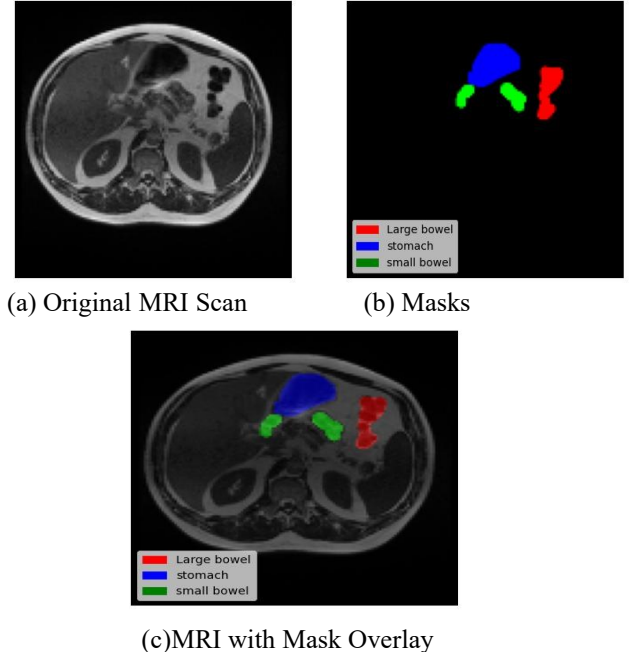 (a) Original MRI Scan
Large bowel
stomach
small bowel
(b) Masks
Large bowel
stomach
small bowel
(c)MRI with Mask Overlay